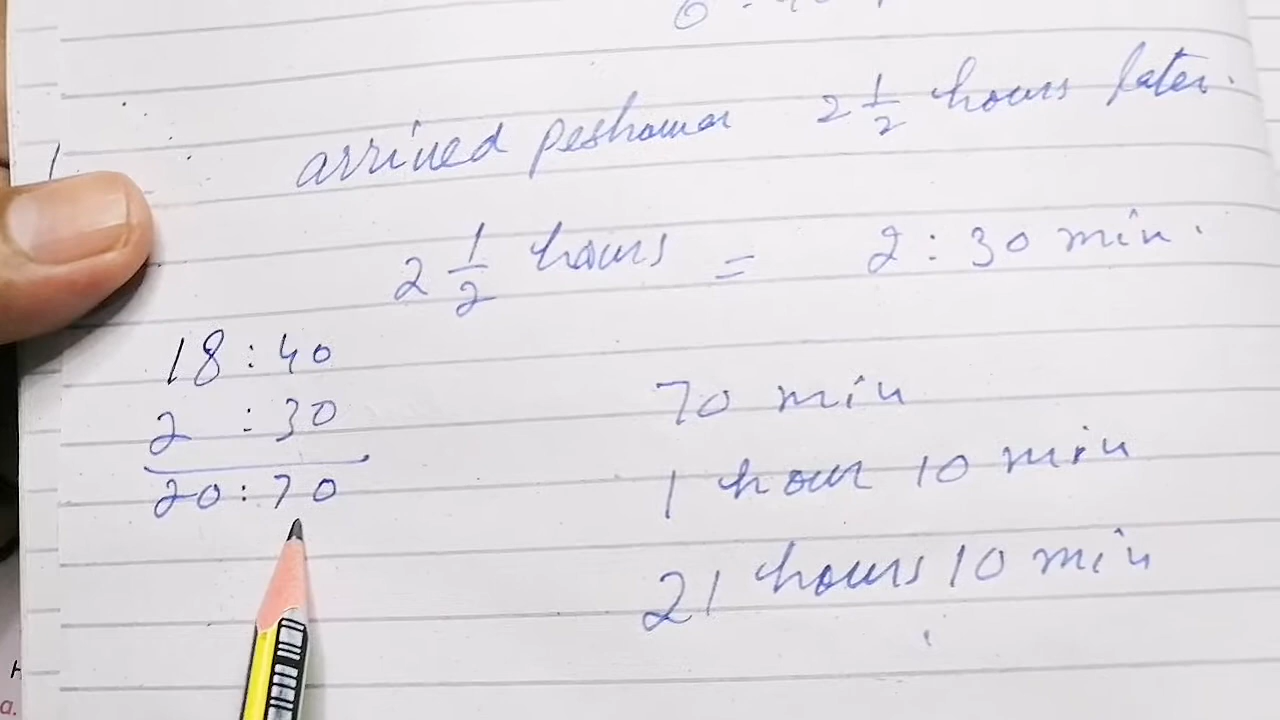 arrived peshawar 2 1/2 hours later.
2 1/2 hours = 2 : 30 min.
18 : 40
2 : 30
20 : 70
70 min
1 hour 10 min
21 hours 10 min
a.